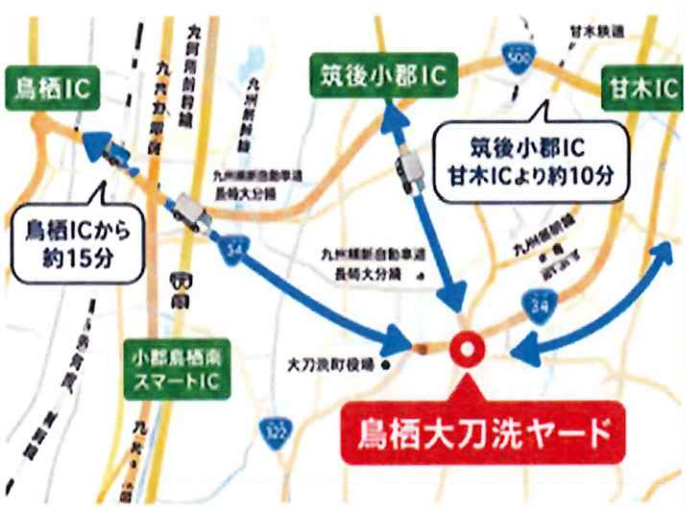 鳥栖IC
筑後小郡IC
甘木鉄道
500
甘木IC
筑後小郡IC
甘木ICより約10分
九州横断自動車道
長崎大分線
鳥栖ICから
約15分
34
九州横断自動車道
長崎大分線
34
小郡鳥栖南
スマートIC
大刀洗町役場
322
鳥栖大刀洗ヤード